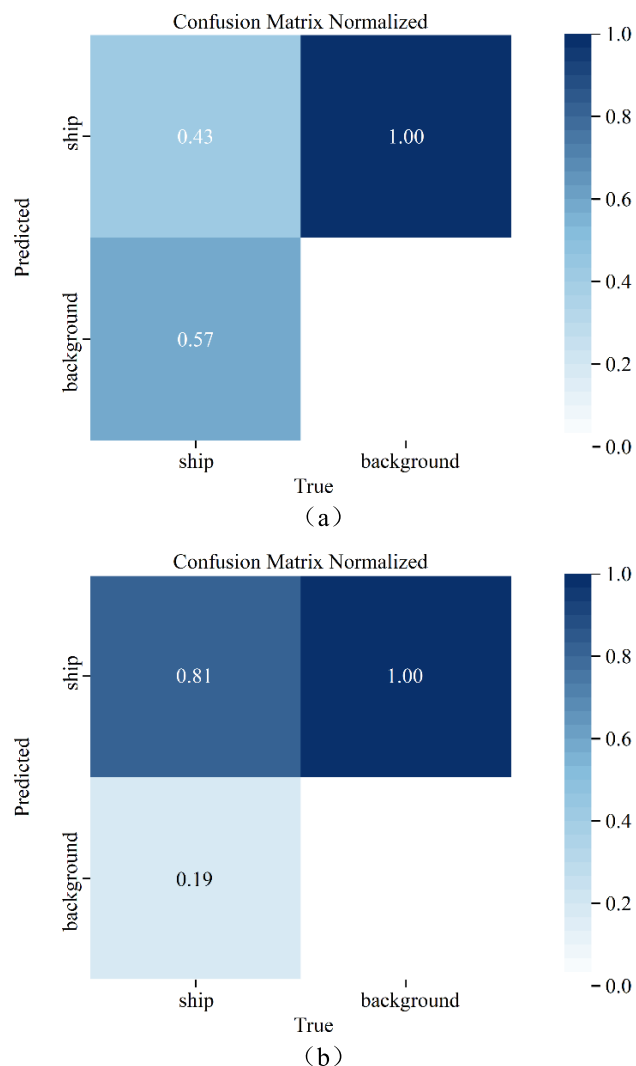 Confusion Matrix Normalized
ship
0.43
1.00
Predicted
background
0.57
ship
background
True
(a)
1.0
0.8
0.6
0.4
0.2
0.0
Confusion Matrix Normalized
ship
0.81
1.00
Predicted
background
0.19
ship
background
True
(b)
1.0
0.8
0.6
0.4
0.2
0.0